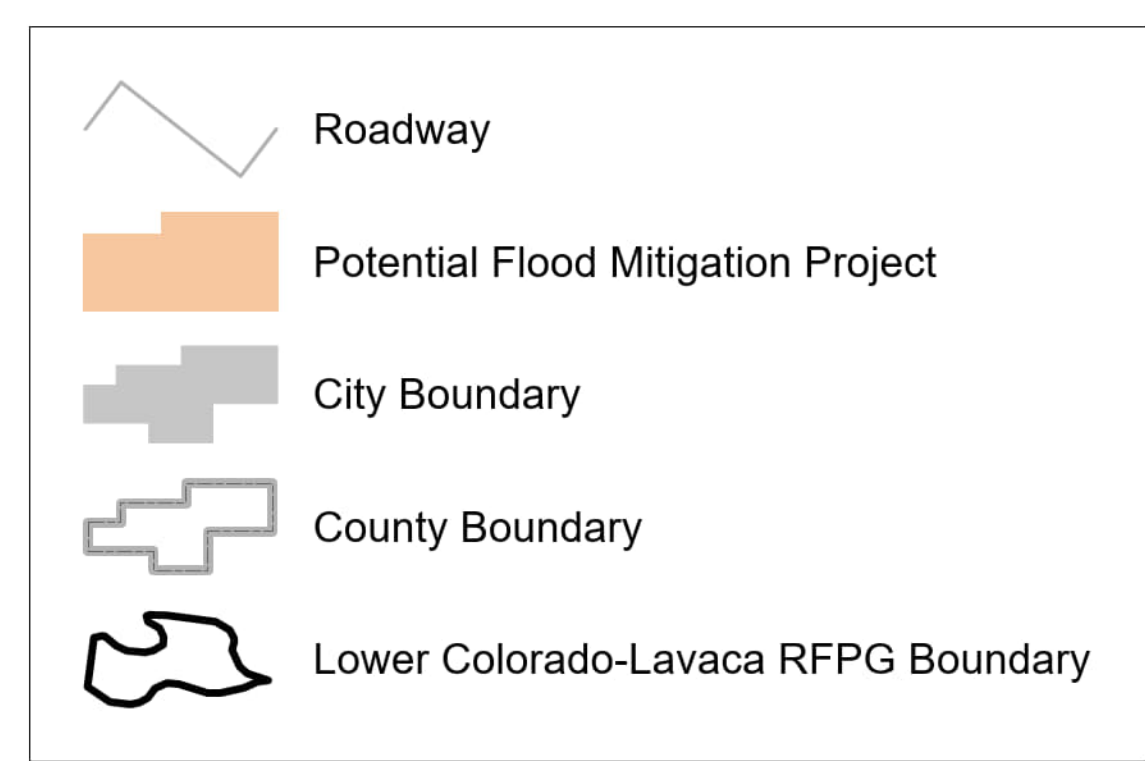 Roadway
Potential Flood Mitigation Project
City Boundary
County Boundary
Lower Colorado-Lavaca RFPG Boundary